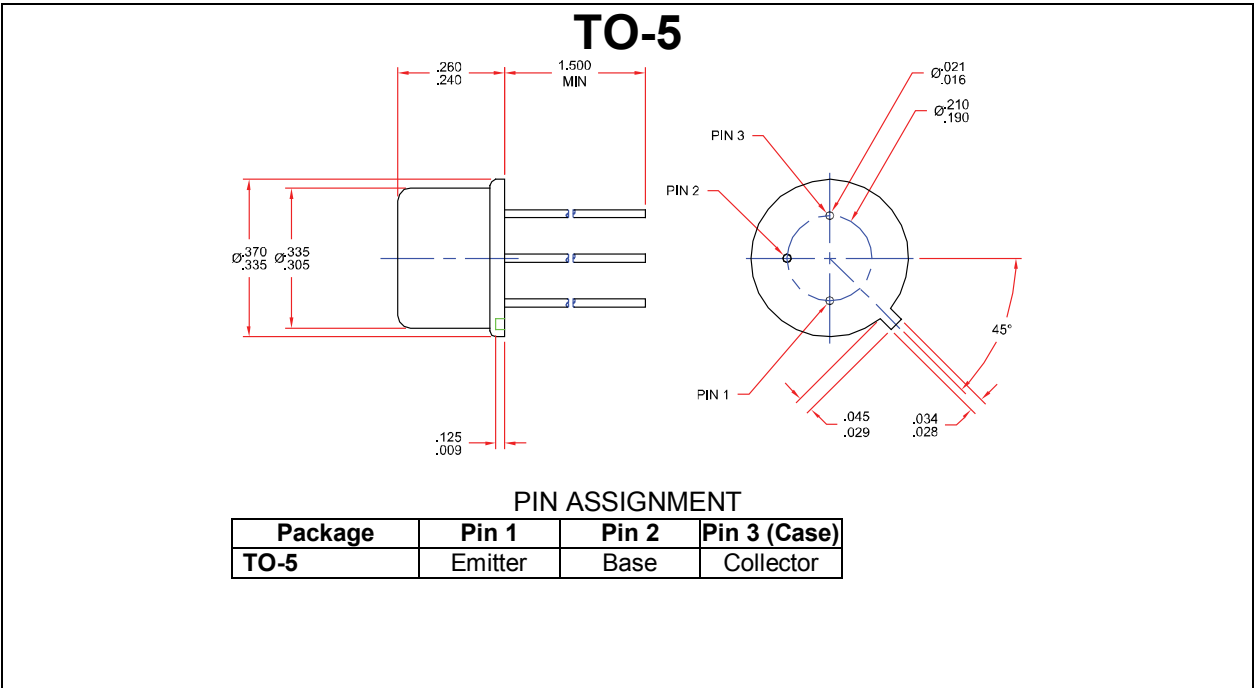 TO-5
.260
.240
1.500
MIN
Ø.021
.016
Ø.210
.190
PIN 3
PIN 2
Ø.370
.335
Ø.335
.305
45°
PIN 1
.045
.029
.034
.028
.125
.009
PIN ASSIGNMENT
Package Pin 1 Pin 2 Pin 3 (Case)
TO-5 Emitter Base Collector